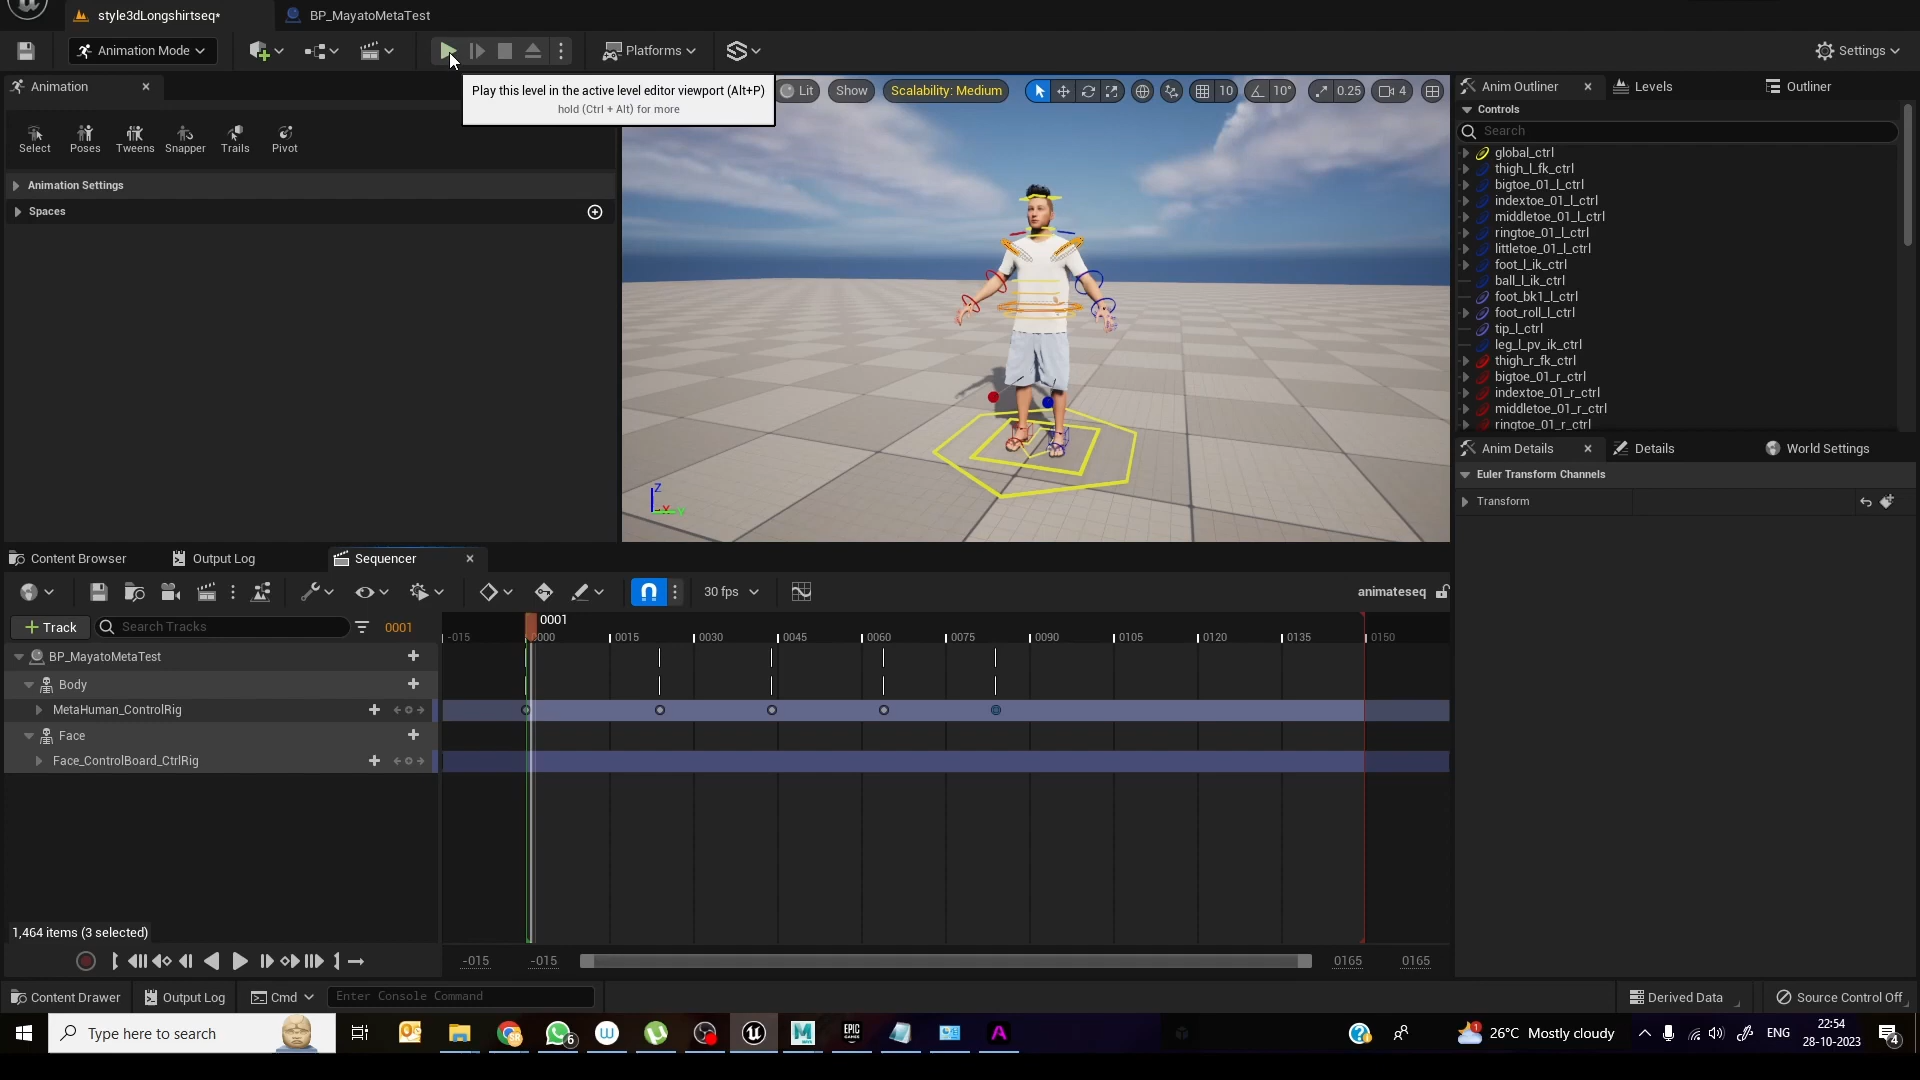 style3dLongshirtseq*
BP_MayatoMetaTest
Animation Mode
Platforms
Settings
Animation
Play this level in the active level editor viewport (Alt+P)
hold (Ctrl + Alt) for more
Lit
Show
Scalability: Medium
10
10°
0.25
4
Anim Outliner
Levels
Outliner
Controls
Search
Select
Poses
Tweens
Snapper
Trails
Pivot
Animation Settings
Spaces
global_ctrl
thigh_l_fk_ctrl
bigtoe_01_l_ctrl
indextoe_01_l_ctrl
middletoe_01_l_ctrl
ringtoe_01_l_ctrl
littletoe_01_l_ctrl
foot_l_ik_ctrl
ball_l_ik_ctrl
foot_bk1_l_ctrl
foot_roll_l_ctrl
tip_l_ctrl
leg_l_pv_ik_ctrl
thigh_r_fk_ctrl
bigtoe_01_r_ctrl
indextoe_01_r_ctrl
middletoe_01_r_ctrl
ringtoe_01_r_ctrl
Z
X
Y
Anim Details
Details
World Settings
Euler Transform Channels
Transform
Content Browser
Output Log
Sequencer
30 fps
animateseq
Track
Search Tracks
0001
0001
-015
0000
0015
0030
0045
0060
0075
0090
0105
0120
0135
0150
BP_MayatoMetaTest
Body
MetaHuman_ControlRig
Face
Face_ControlBoard_CtrlRig
1,464 items (3 selected)
-015
-015
0165
0165
Content Drawer
Output Log
Cmd
Enter Console Command
Derived Data
Source Control Off
Type here to search
6
26°C Mostly cloudy
ENG
22:54
28-10-2023
4